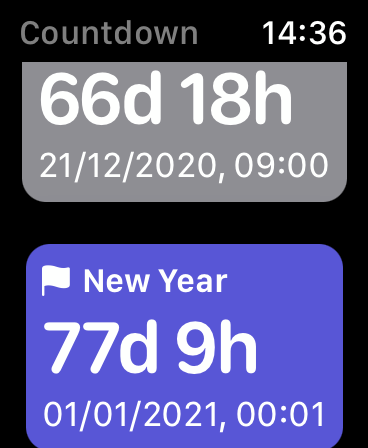 Countdown 14:36
66d 18h
21/12/2020, 09:00
New Year
77d 9h
01/01/2021, 00:01